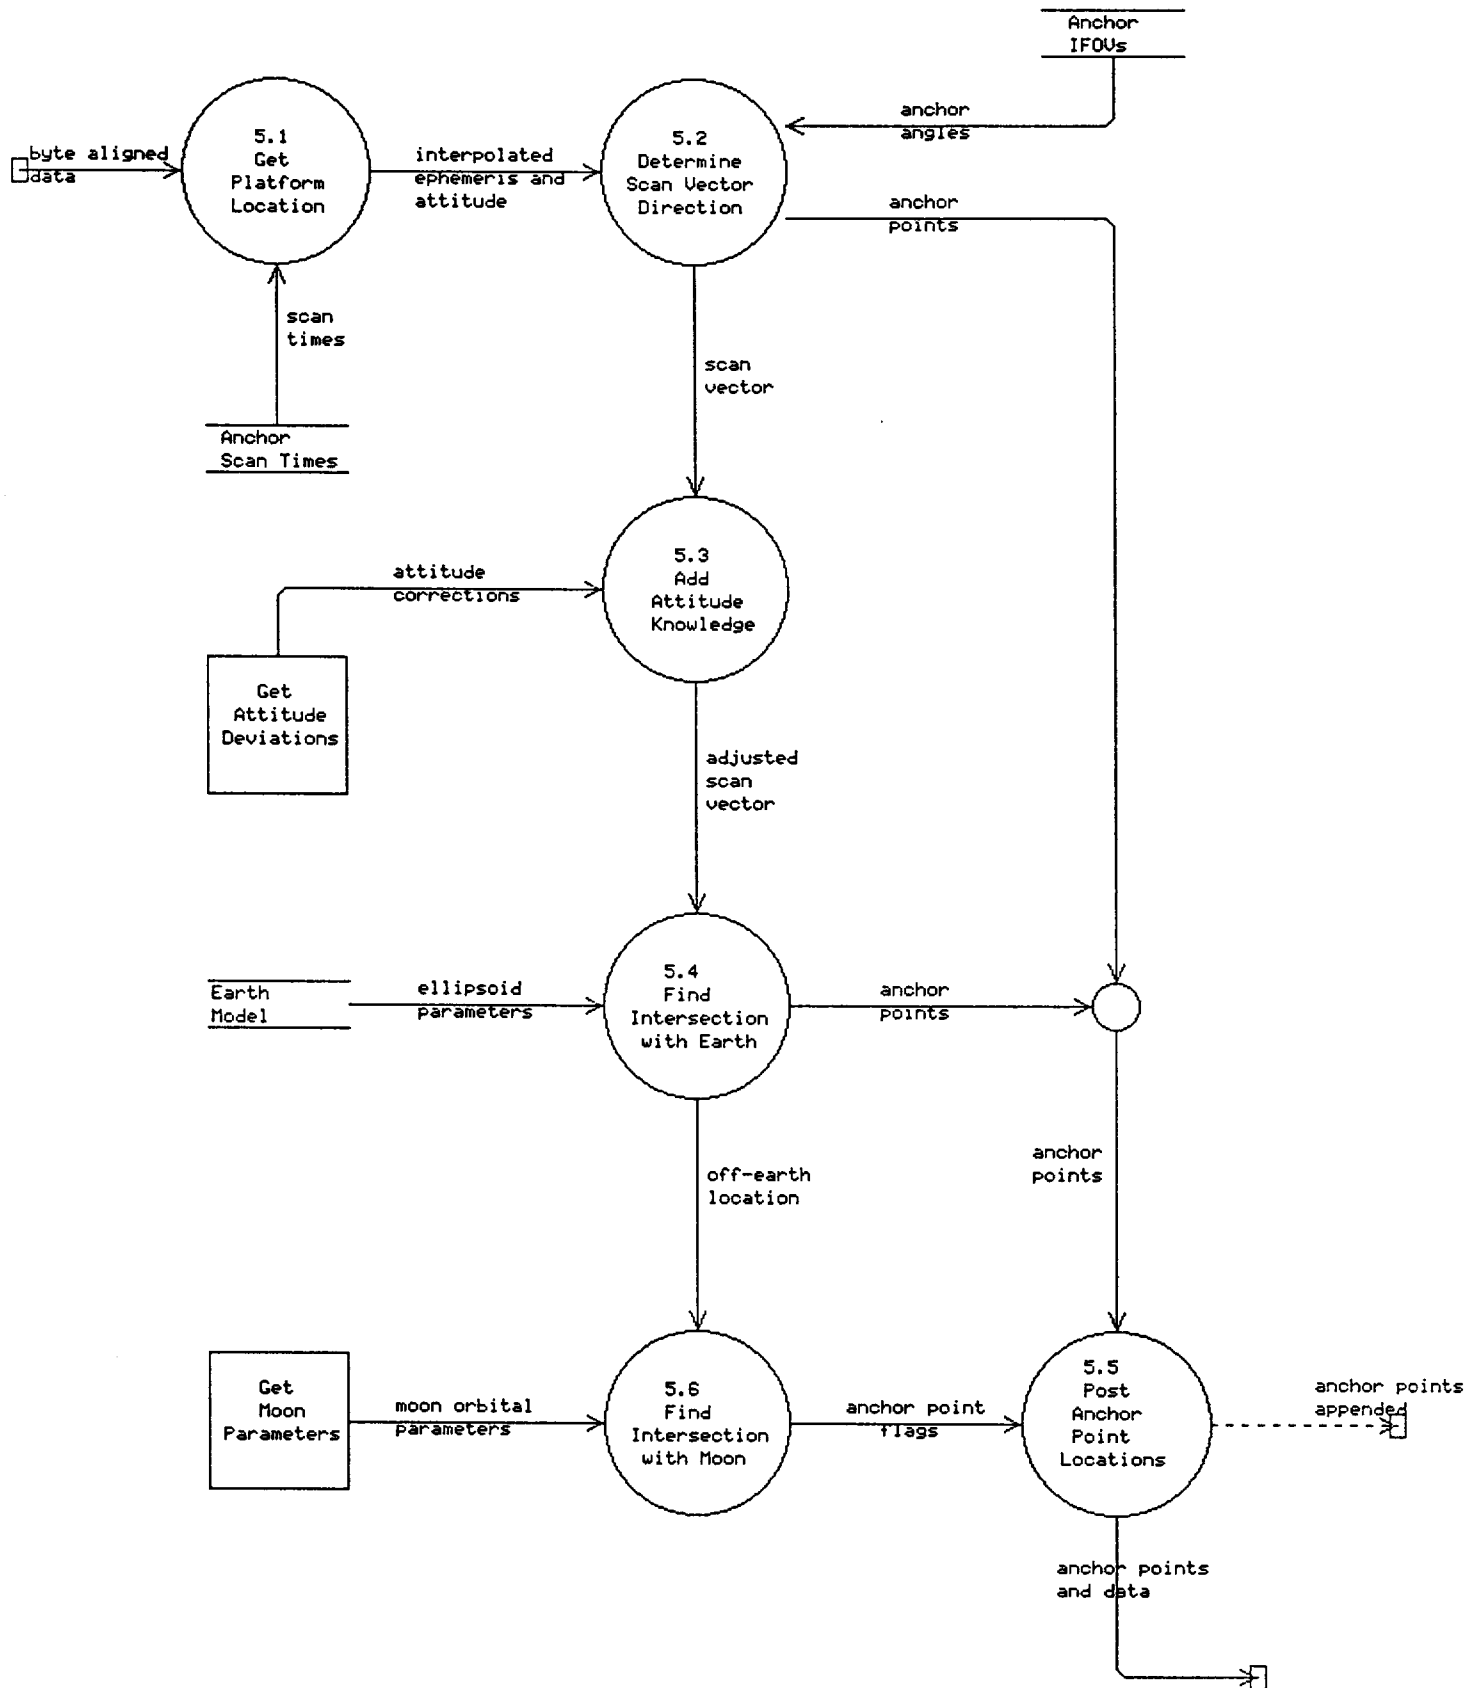 Anchor
IFOVs
anchor
angles
byte aligned
data
5.1
Get
Platform
Location
interpolated
ephemeris and
attitude
5.2
Determine
Scan Vector
Direction
anchor
points
scan
times
scan
vector
Anchor
Scan Times
attitude
corrections
5.3
Add
Attitude
Knowledge
Get
Attitude
Deviations
adjusted
scan
vector
Earth
Model
ellipsoid
parameters
5.4
Find
Intersection
with Earth
anchor
points
off-earth
location
anchor
points
Get
Moon
Parameters
moon orbital
parameters
5.6
Find
Intersection
with Moon
anchor point
flags
5.5
Post
Anchor
Point
Locations
anchor points
appended
anchor points
and data